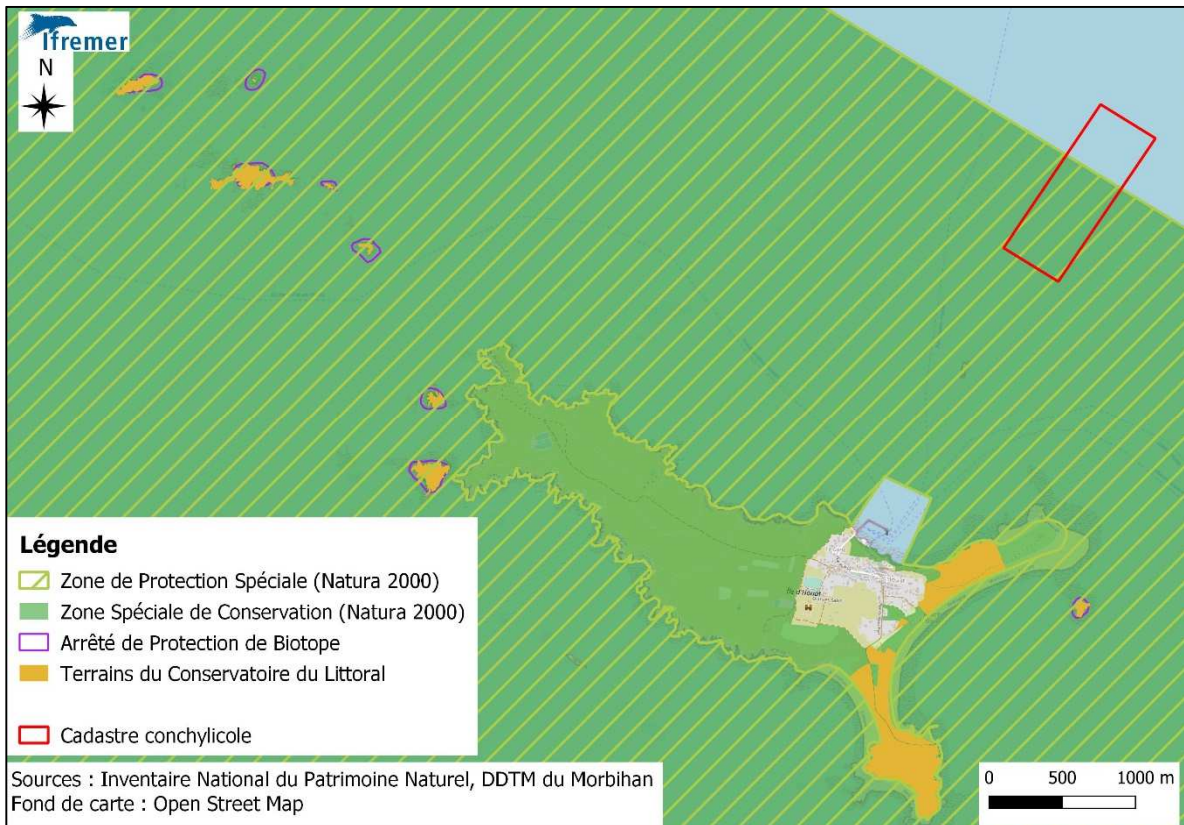 Ifremer
N
Île d'Houat
Légende
Zone de Protection Spéciale (Natura 2000)
Zone Spéciale de Conservation (Natura 2000)
Arrêté de Protection de Biotope
Terrains du Conservatoire du Littoral
Cadastre conchylicole
Sources : Inventaire National du Patrimoine Naturel, DDTM du Morbihan
Fond de carte : Open Street Map
0 500 1000 m